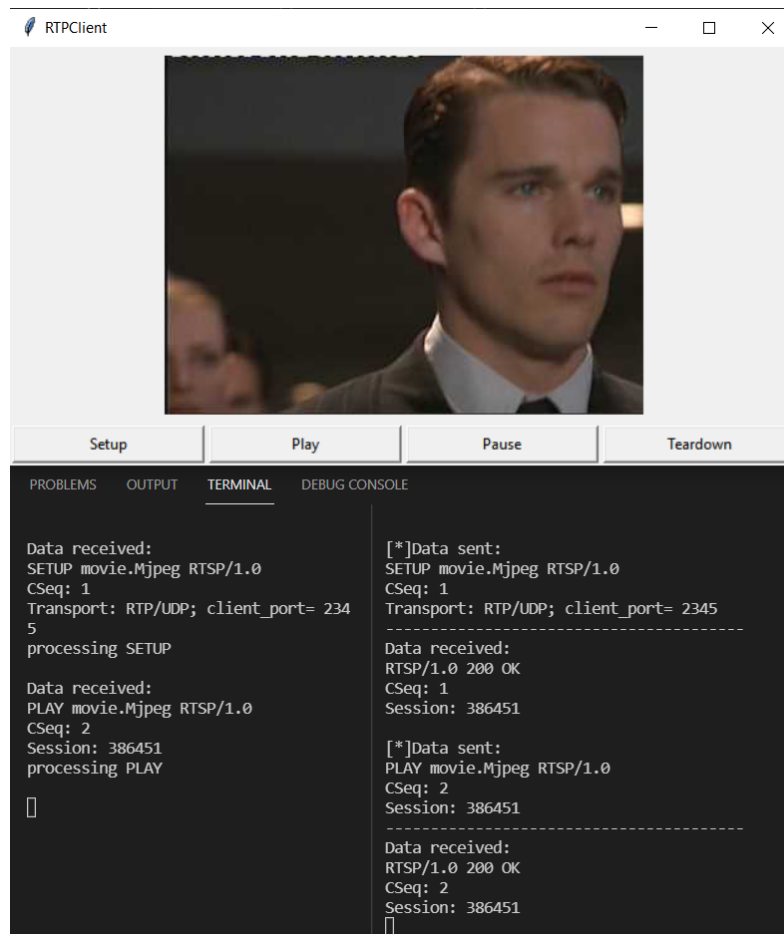 RTPClient
Setup
Play
Pause
Teardown
PROBLEMS
OUTPUT
TERMINAL
DEBUG CONSOLE
Data received:
SETUP movie.Mjpeg RTSP/1.0
CSeq: 1
Transport: RTP/UDP; client_port= 234
5
processing SETUP
Data received:
PLAY movie.Mjpeg RTSP/1.0
CSeq: 2
Session: 386451
processing PLAY
[*]Data sent:
SETUP movie.Mjpeg RTSP/1.0
CSeq: 1
Transport: RTP/UDP; client_port= 2345
----------------------------------------
Data received:
RTSP/1.0 200 OK
CSeq: 1
Session: 386451
[*]Data sent:
PLAY movie.Mjpeg RTSP/1.0
CSeq: 2
Session: 386451
----------------------------------------
Data received:
RTSP/1.0 200 OK
CSeq: 2
Session: 386451